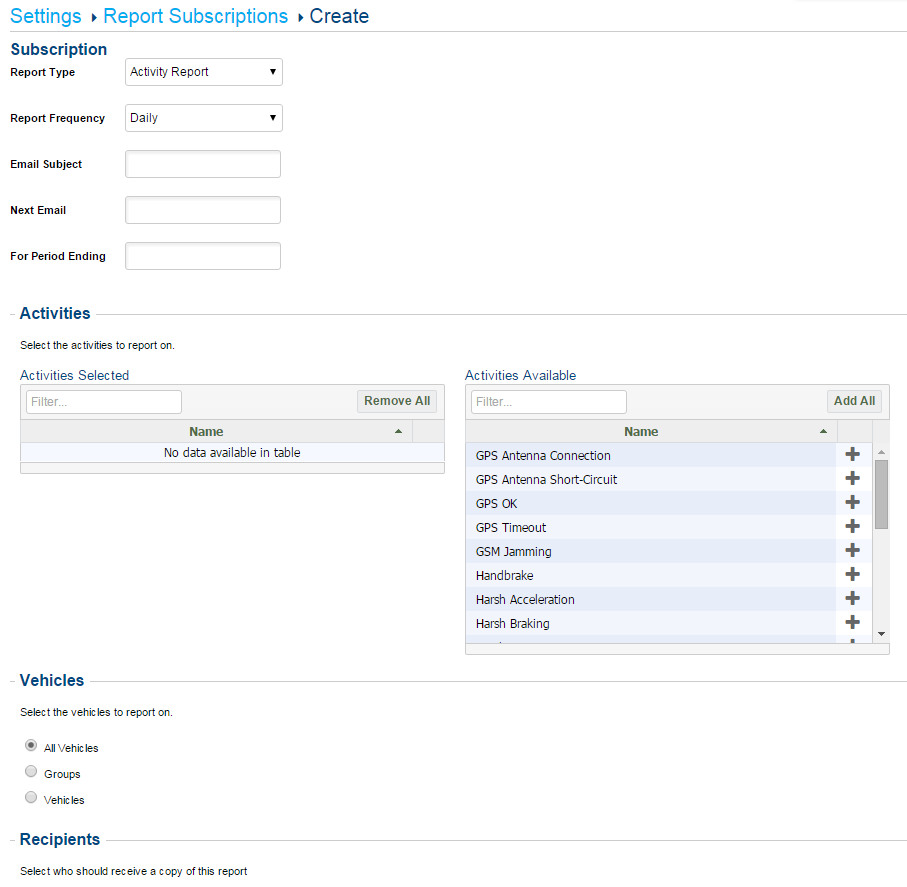 Settings Report Subscriptions Create
Subscription
Report Type Activity Report
Report Frequency Daily
Email Subject
Next Email
For Period Ending
Activities
Select the activities to report on.
Activities Selected
Filter... Remove All
Name
No data available in table
Activities Available
Filter... Add All
Name
GPS Antenna Connection
GPS Antenna Short-Circuit
GPS OK
GPS Timeout
GSM Jamming
Handbrake
Harsh Acceleration
Harsh Braking
Vehicles
Select the vehicles to report on.
All Vehicles
Groups
Vehicles
Recipients
Select who should receive a copy of this report